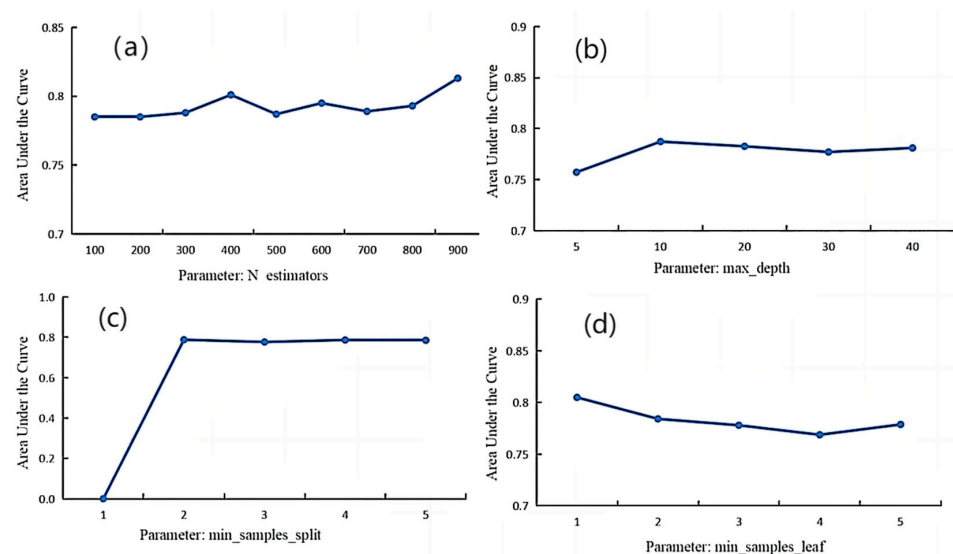 (a)
Area Under the Curve
0.85
0.8
0.75
0.7
100 200 300 400 500 600 700 800 900
Parameter: N_estimators
(b)
Area Under the Curve
0.9
0.85
0.8
0.75
0.7
5 10 20 30 40
Parameter: max_depth
(c)
Area Under the Curve
1.0
0.8
0.6
0.4
0.2
0.0
1 2 3 4 5
Parameter: min_samples_split
(d)
Area Under the Curve
0.9
0.85
0.8
0.75
0.7
1 2 3 4 5
Parameter: min_samples_leaf